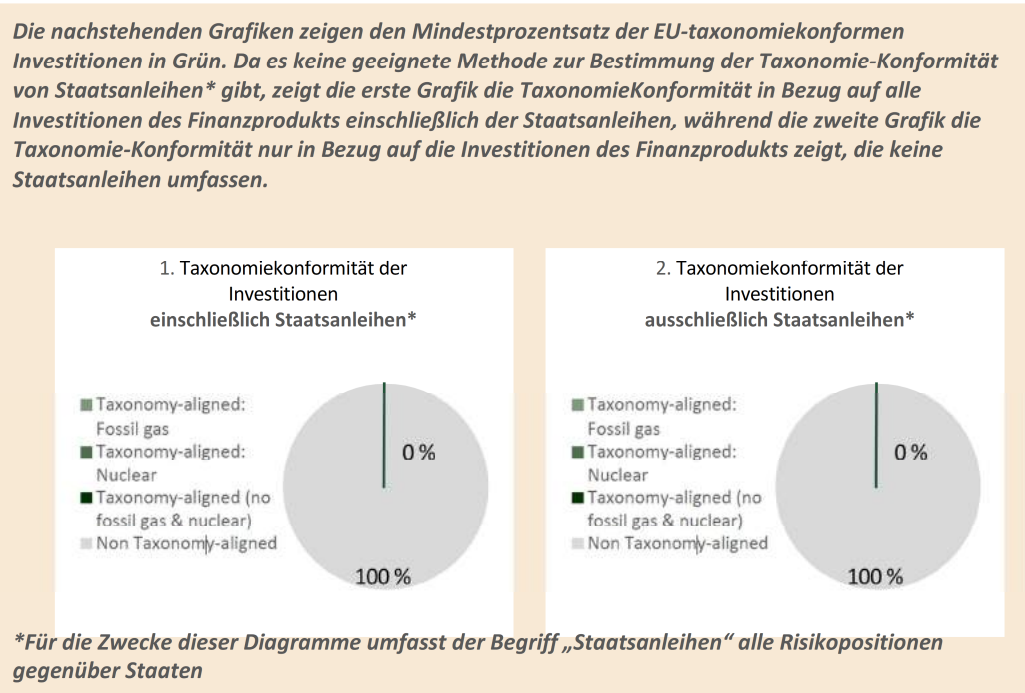 Die nachstehenden Grafiken zeigen den Mindestprozentsatz der EU-taxonomiekonformen
Investitionen in Grün. Da es keine geeignete Methode zur Bestimmung der Taxonomie-Konformität
von Staatsanleihen* gibt, zeigt die erste Grafik die TaxonomieKonformität in Bezug auf alle
Investitionen des Finanzprodukts einschließlich der Staatsanleihen, während die zweite Grafik die
Taxonomie-Konformität nur in Bezug auf die Investitionen des Finanzprodukts zeigt, die keine
Staatsanleihen umfassen.
1. Taxonomiekonformität der
Investitionen
einschließlich Staatsanleihen*
Taxonomy-aligned:
Fossil gas
Taxonomy-aligned:
Nuclear
Taxonomy-aligned (no
fossil gas & nuclear)
Non Taxonomy-aligned
0 %
100 %
2. Taxonomiekonformität der
Investitionen
ausschließlich Staatsanleihen*
Taxonomy-aligned:
Fossil gas
Taxonomy-aligned:
Nuclear
Taxonomy-aligned (no
fossil gas & nuclear)
Non Taxonomy-aligned
0 %
100 %
*Für die Zwecke dieser Diagramme umfasst der Begriff „Staatsanleihen“ alle Risikopositionen
gegenüber Staaten